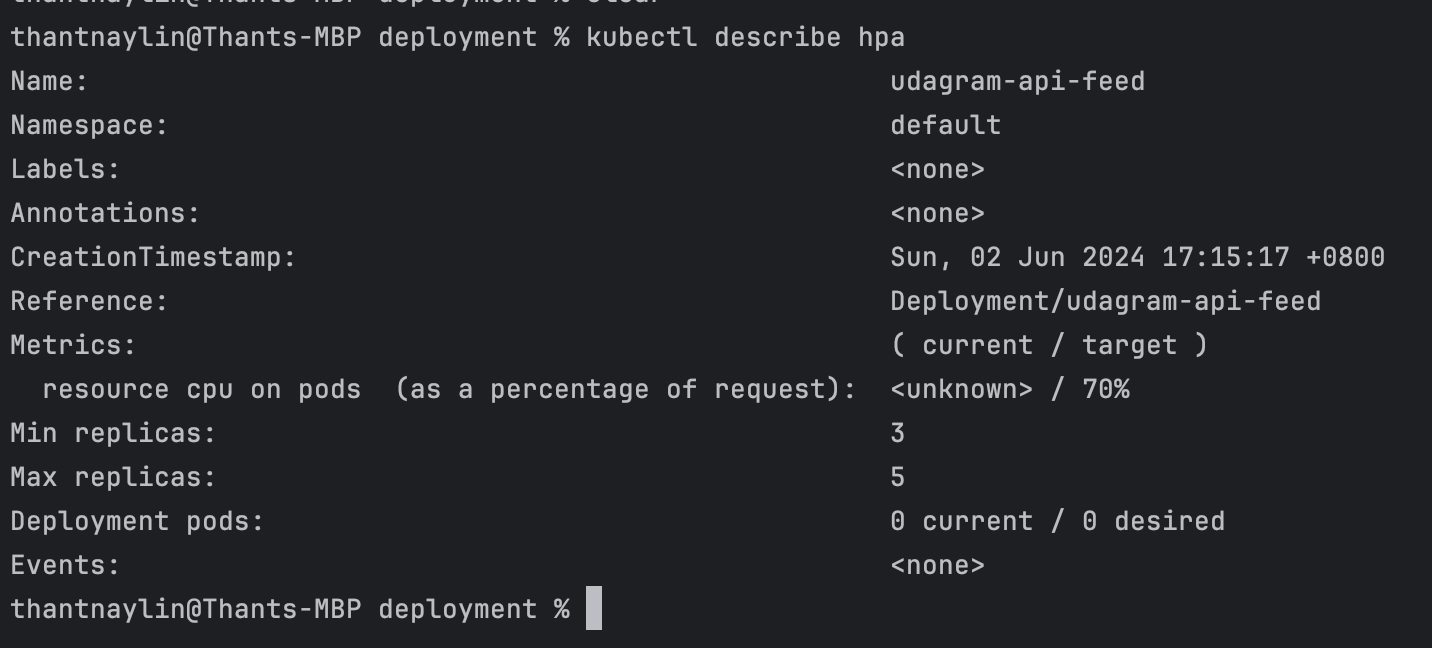 thantnaylin@Thants-MBP deployment % clear
thantnaylin@Thants-MBP deployment % kubectl describe hpa
Name: udagram-api-feed
Namespace: default
Labels: <none>
Annotations: <none>
CreationTimestamp: Sun, 02 Jun 2024 17:15:17 +0800
Reference: Deployment/udagram-api-feed
Metrics: ( current / target )
  resource cpu on pods  (as a percentage of request): <unknown> / 70%
Min replicas: 3
Max replicas: 5
Deployment pods: 0 current / 0 desired
Events: <none>
thantnaylin@Thants-MBP deployment %